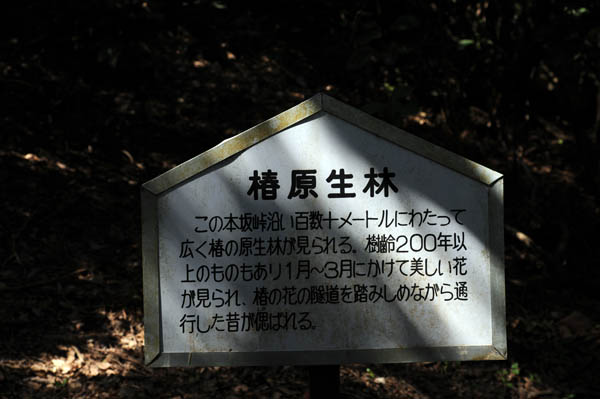 椿原生林
この本坂峠沿い百数十メートルにわたって
広く椿の原生林が見られる。樹齢200年以
上のものもあり1月〜3月にかけて美しい花
が見られ、椿の花の隧道を踏みしめながら通
行した昔が偲ばれる。